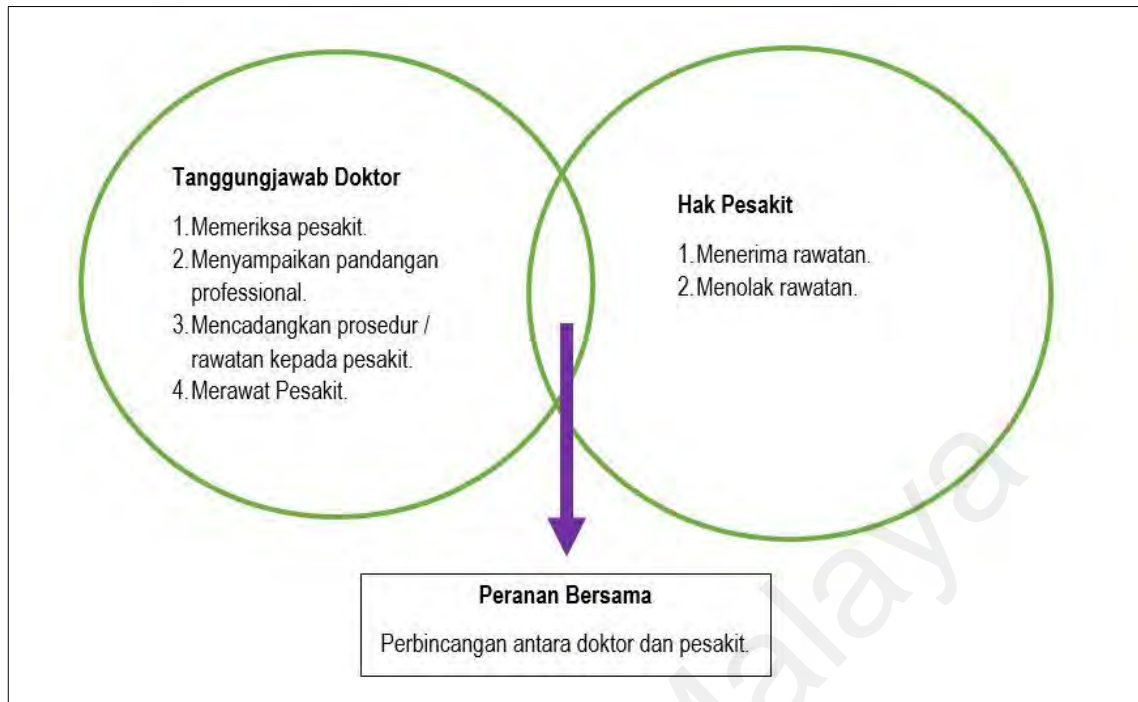 Tanggungjawab Doktor
1. Memeriksa pesakit.
2. Menyampaikan pandangan
professional.
3. Mencadangkan prosedur /
rawatan kepada pesakit.
4. Merawat Pesakit.
Hak Pesakit
1. Menerima rawatan.
2. Menolak rawatan.
Peranan Bersama
Perbincangan antara doktor dan pesakit.
Malaya